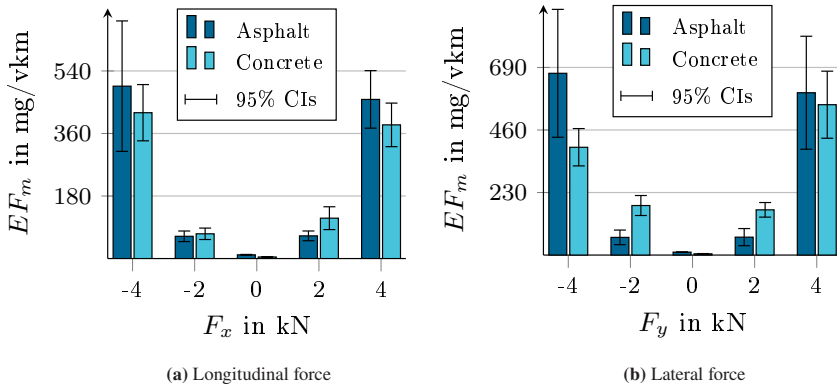 EF_m in mg/vkm
540
360
180
Asphalt
Concrete
95% CIs
-4 -2 0 2 4
F_x in kN
(a) Longitudinal force
EF_m in mg/vkm
690
460
230
Asphalt
Concrete
95% CIs
-4 -2 0 2 4
F_y in kN
(b) Lateral force